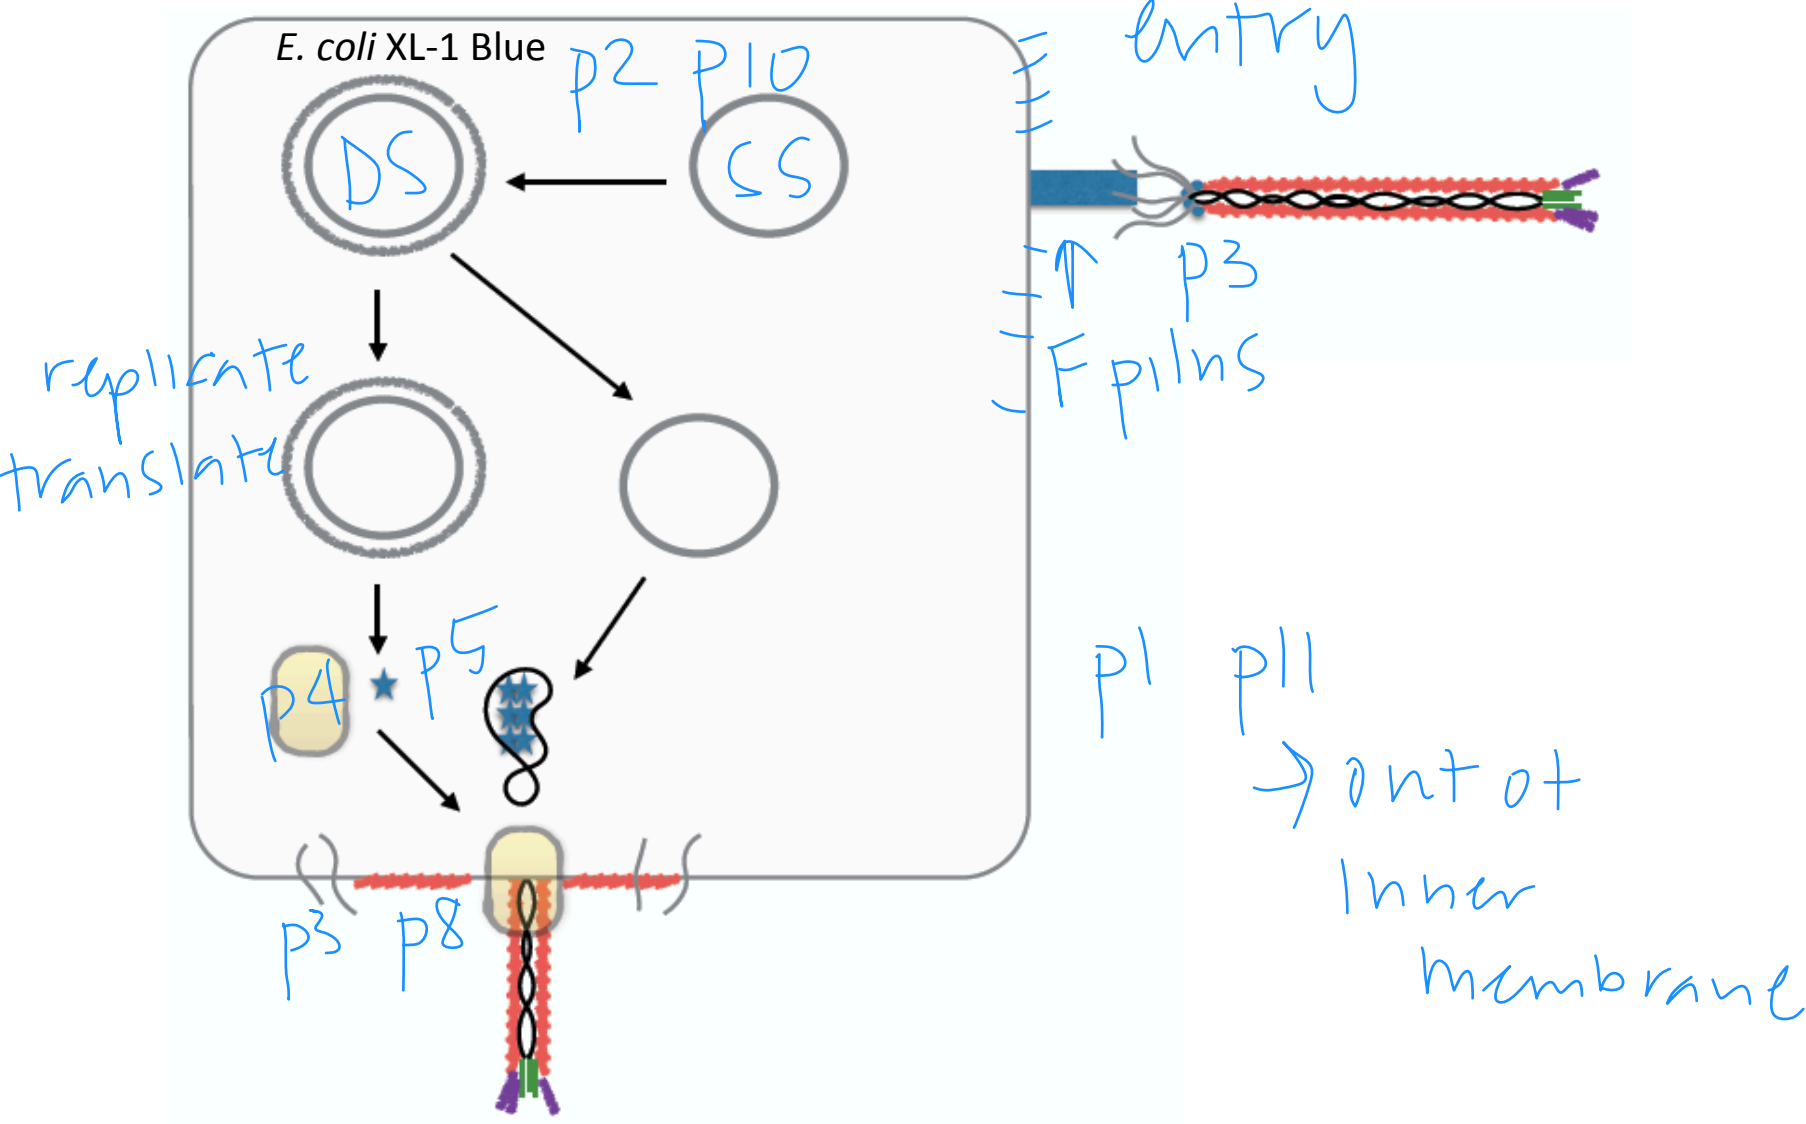 entry
E. coli XL-1 Blue
p2 p10
DS
SS
p3
F pilus
replicate
translate
p4
p5
p1 p11
→ out of
inner
membrane
p3 p8